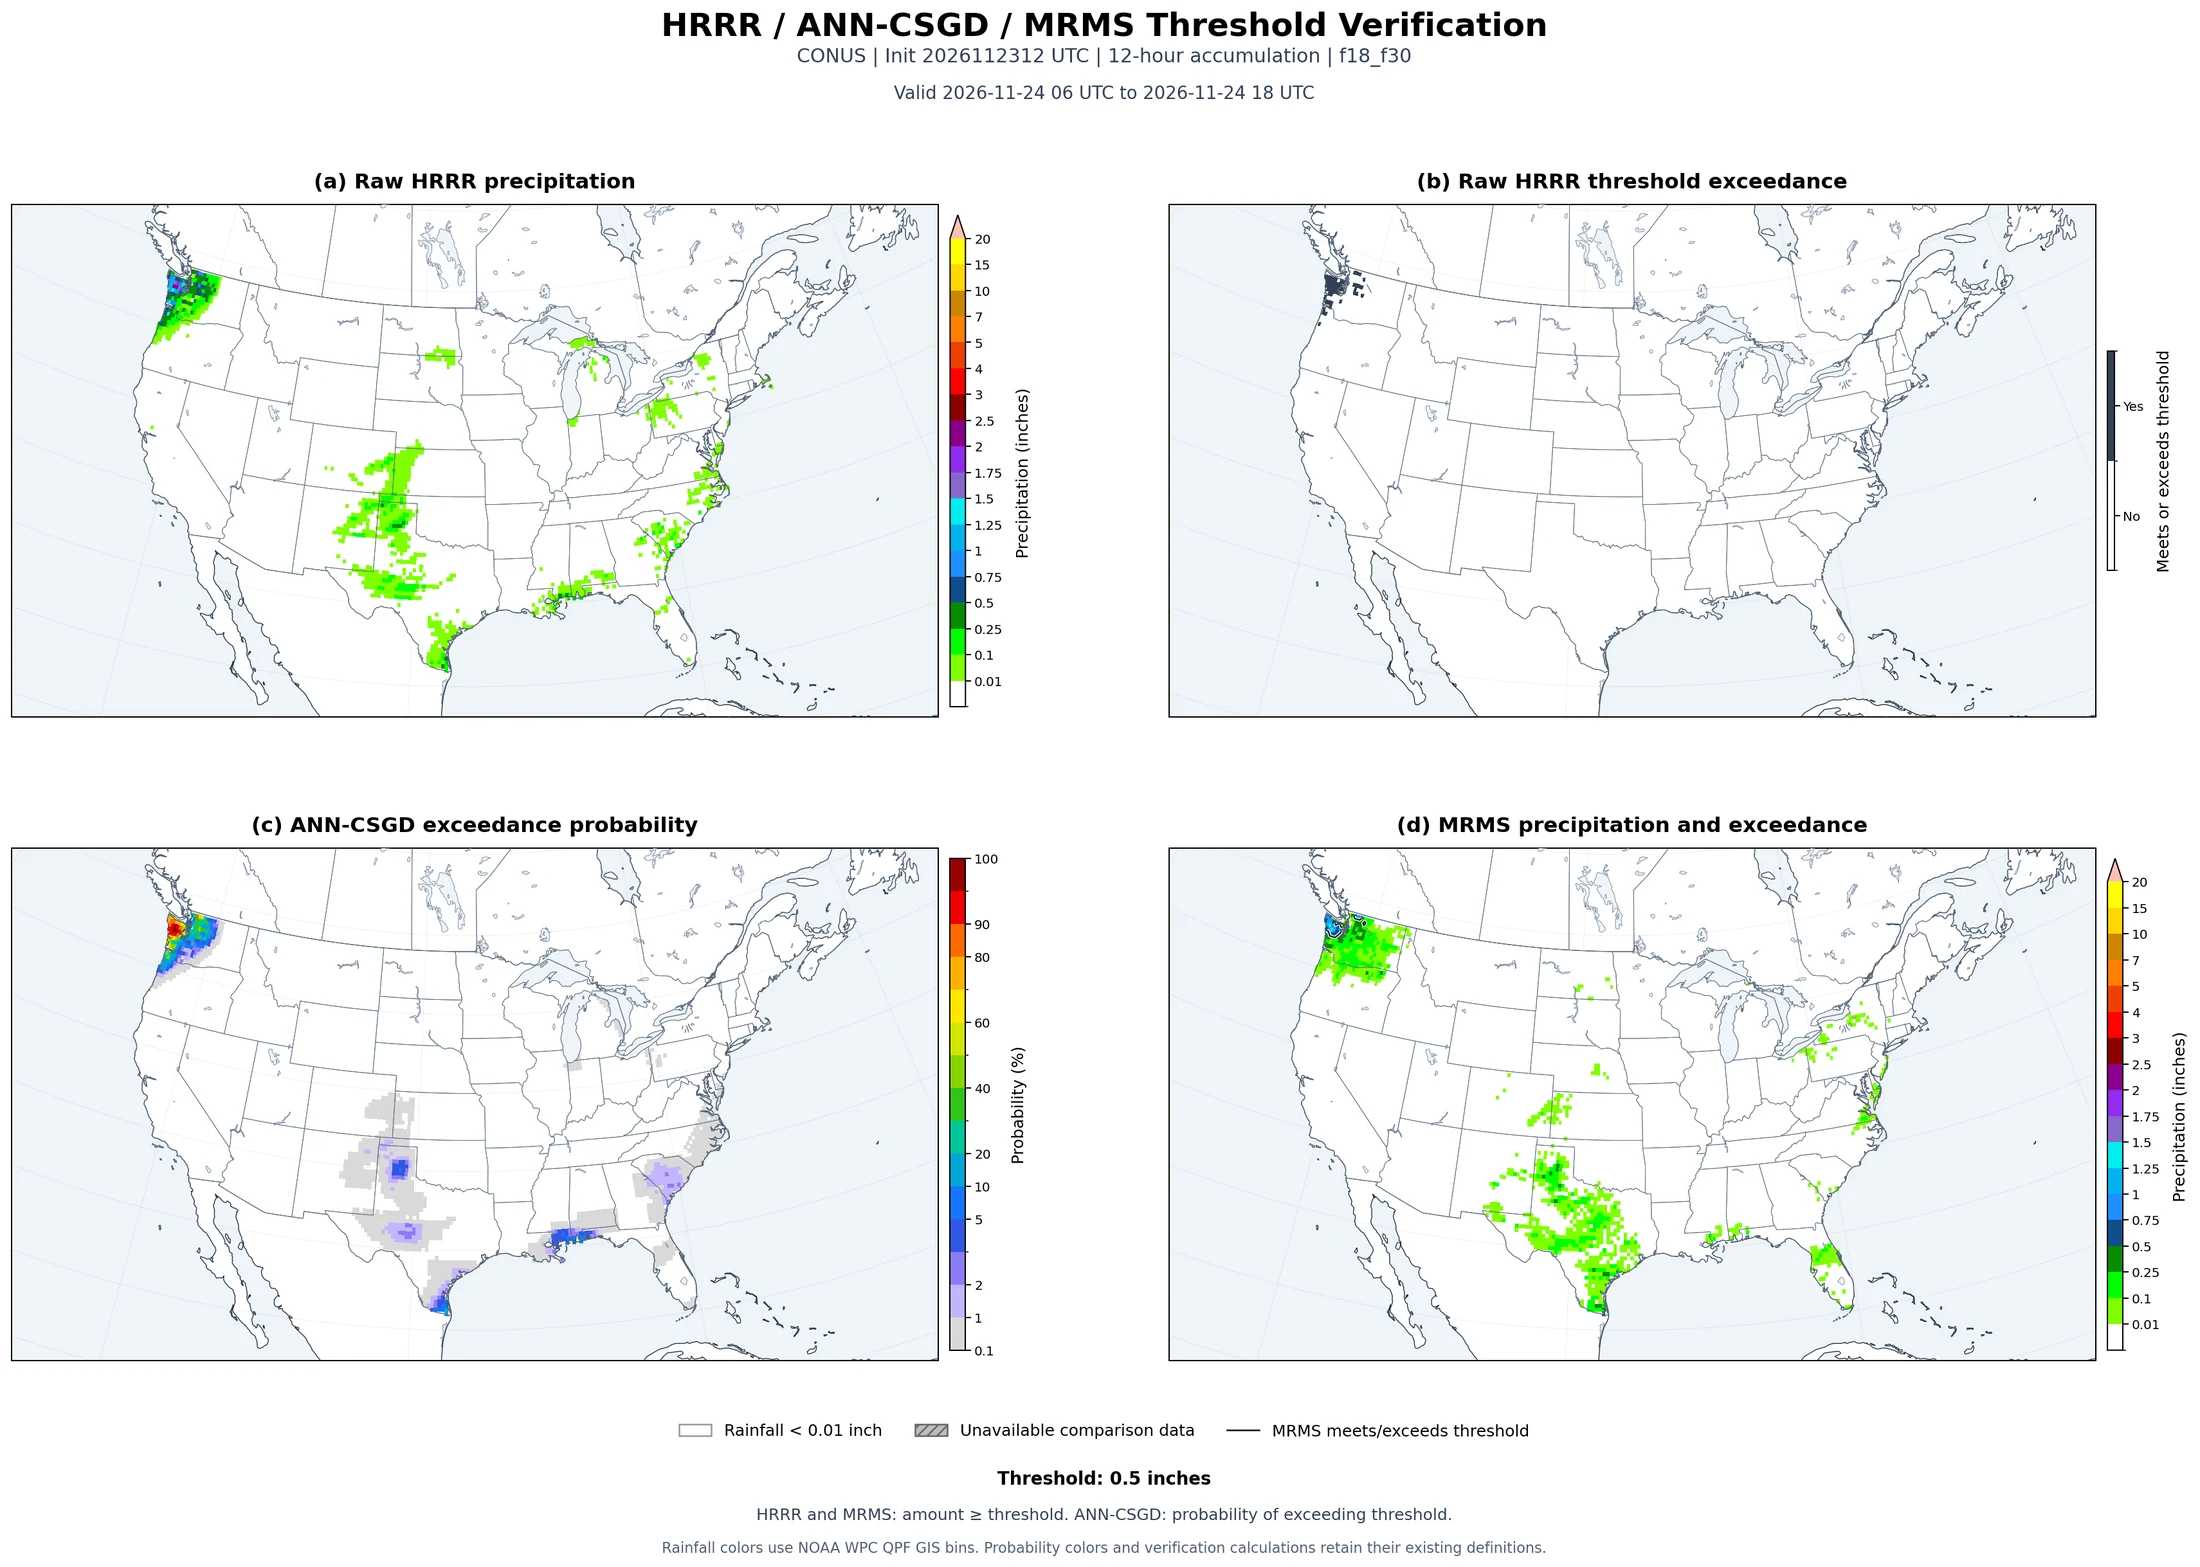 HRRR / ANN-CSGD / MRMS Threshold Verification
CONUS | Init 2026112312 UTC | 12-hour accumulation | f18_f30
Valid 2026-11-24 06 UTC to 2026-11-24 18 UTC
(a) Raw HRRR precipitation
20
15
10
7
5
4
3
2.5
2
1.75
1.5
1.25
1
0.75
0.5
0.25
0.1
0.01
Precipitation (inches)
(b) Raw HRRR threshold exceedance
Yes
No
Meets or exceeds threshold
(c) ANN-CSGD exceedance probability
100
90
80
60
40
20
10
5
2
1
0.1
Probability (%)
(d) MRMS precipitation and exceedance
20
15
10
7
5
4
3
2.5
2
1.75
1.5
1.25
1
0.75
0.5
0.25
0.1
0.01
Precipitation (inches)
Rainfall < 0.01 inch
Unavailable comparison data
MRMS meets/exceeds threshold
Threshold: 0.5 inches
HRRR and MRMS: amount ≥ threshold. ANN-CSGD: probability of exceeding threshold.
Rainfall colors use NOAA WPC QPF GIS bins. Probability colors and verification calculations retain their existing definitions.